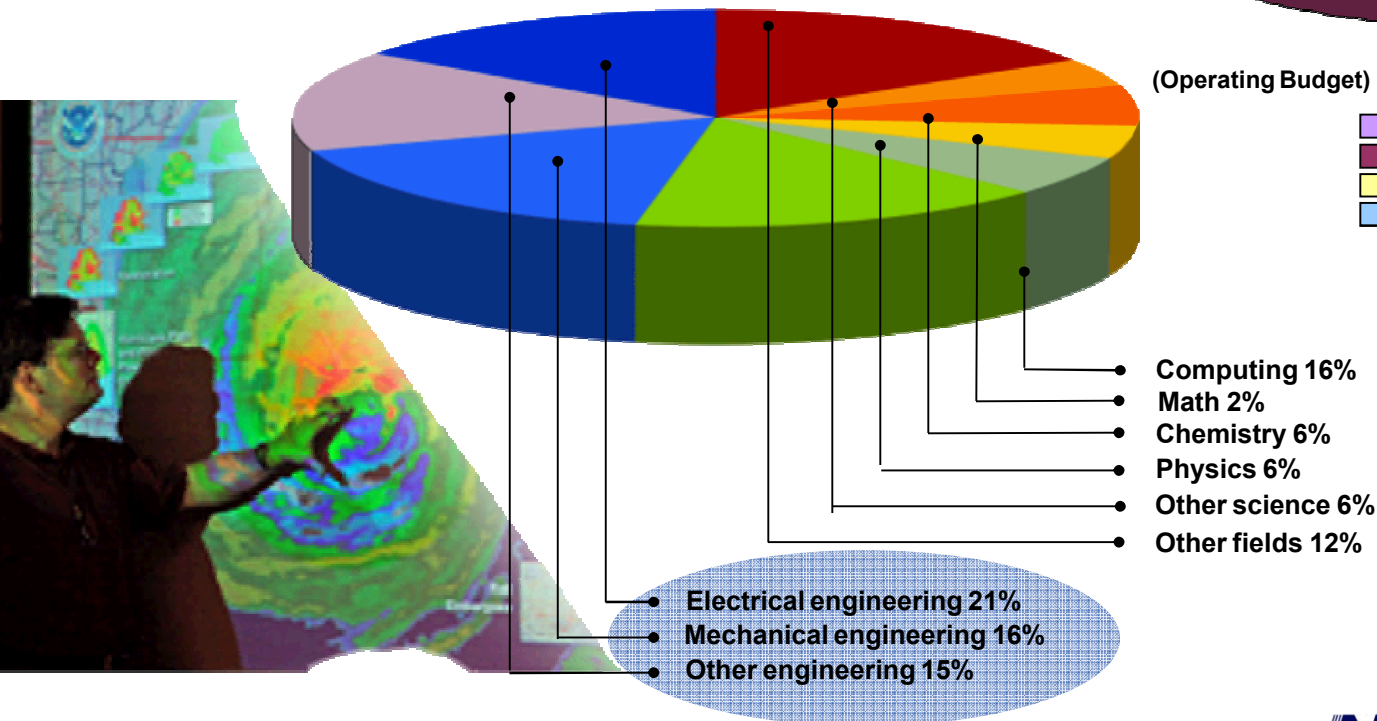 (Operating Budget)
Computing 16%
Math 2%
Chemistry 6%
Physics 6%
Other science 6%
Other fields 12%
Electrical engineering 21%
Mechanical engineering 16%
Other engineering 15%